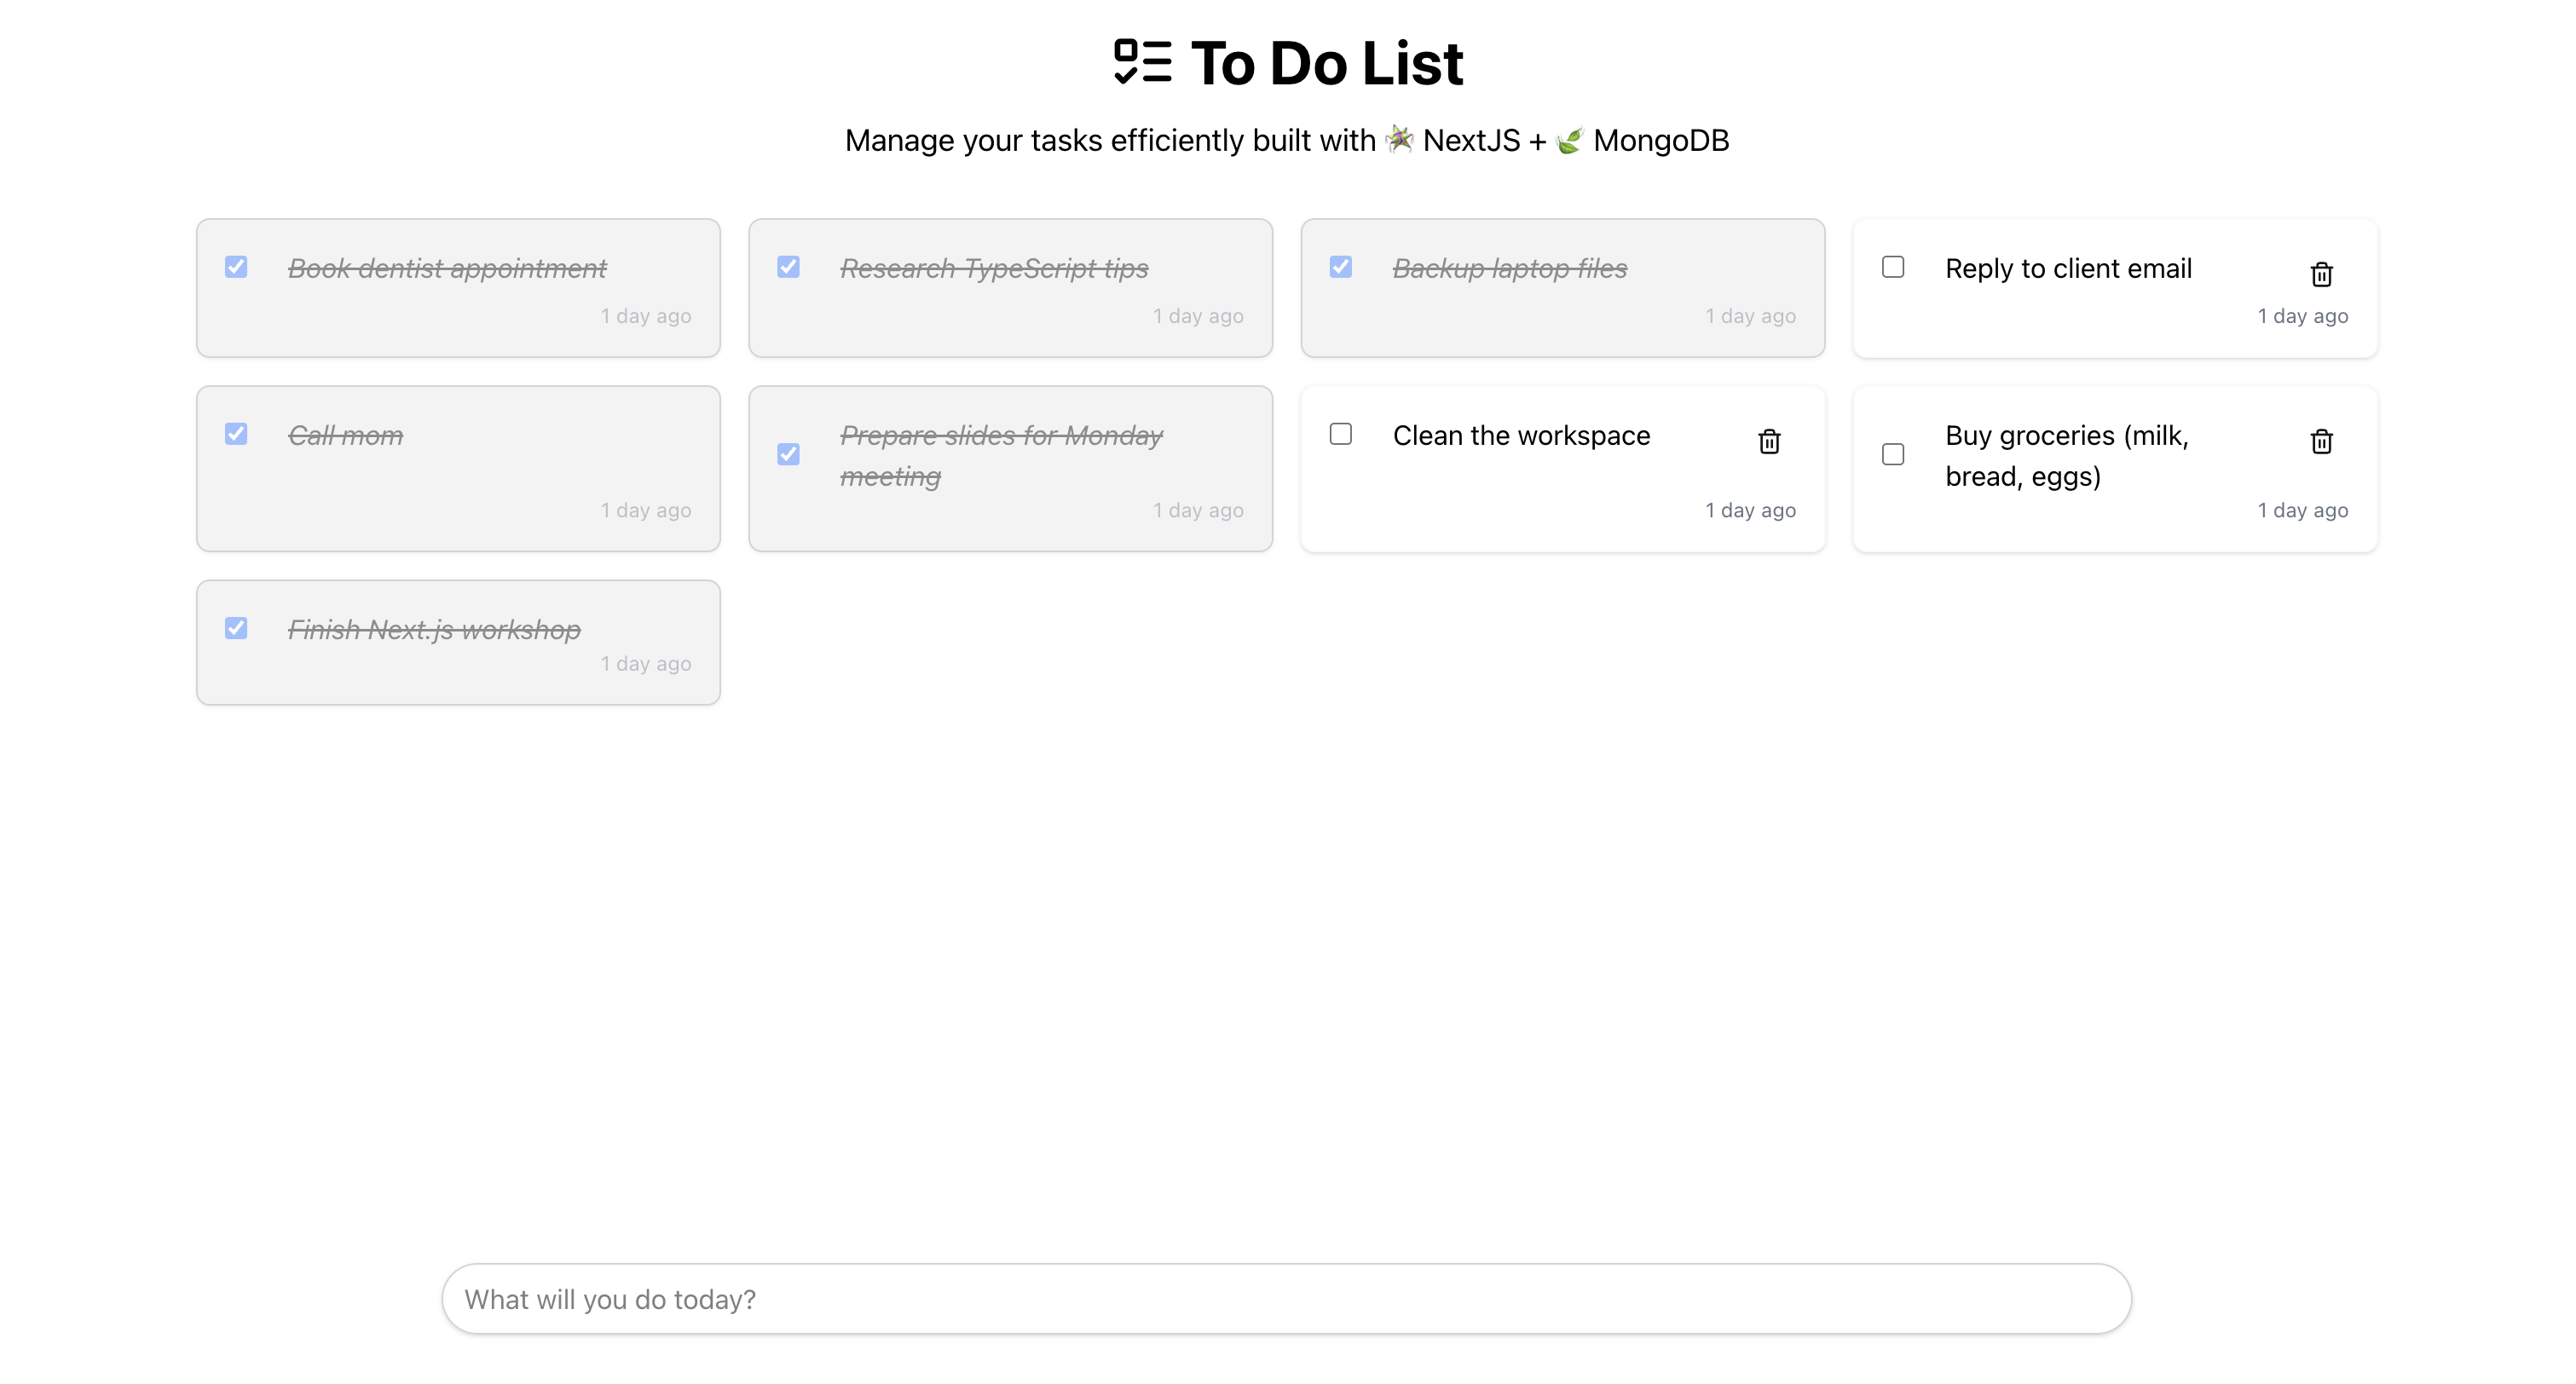 To Do List
Manage your tasks efficiently built with NextJS + MongoDB
Book dentist appointment
1 day ago
Research TypeScript tips
1 day ago
Backup laptop files
1 day ago
Reply to client email
1 day ago
Call mom
1 day ago
Prepare slides for Monday
meeting
1 day ago
Clean the workspace
1 day ago
Buy groceries (milk,
bread, eggs)
1 day ago
Finish Next.js workshop
1 day ago
What will you do today?